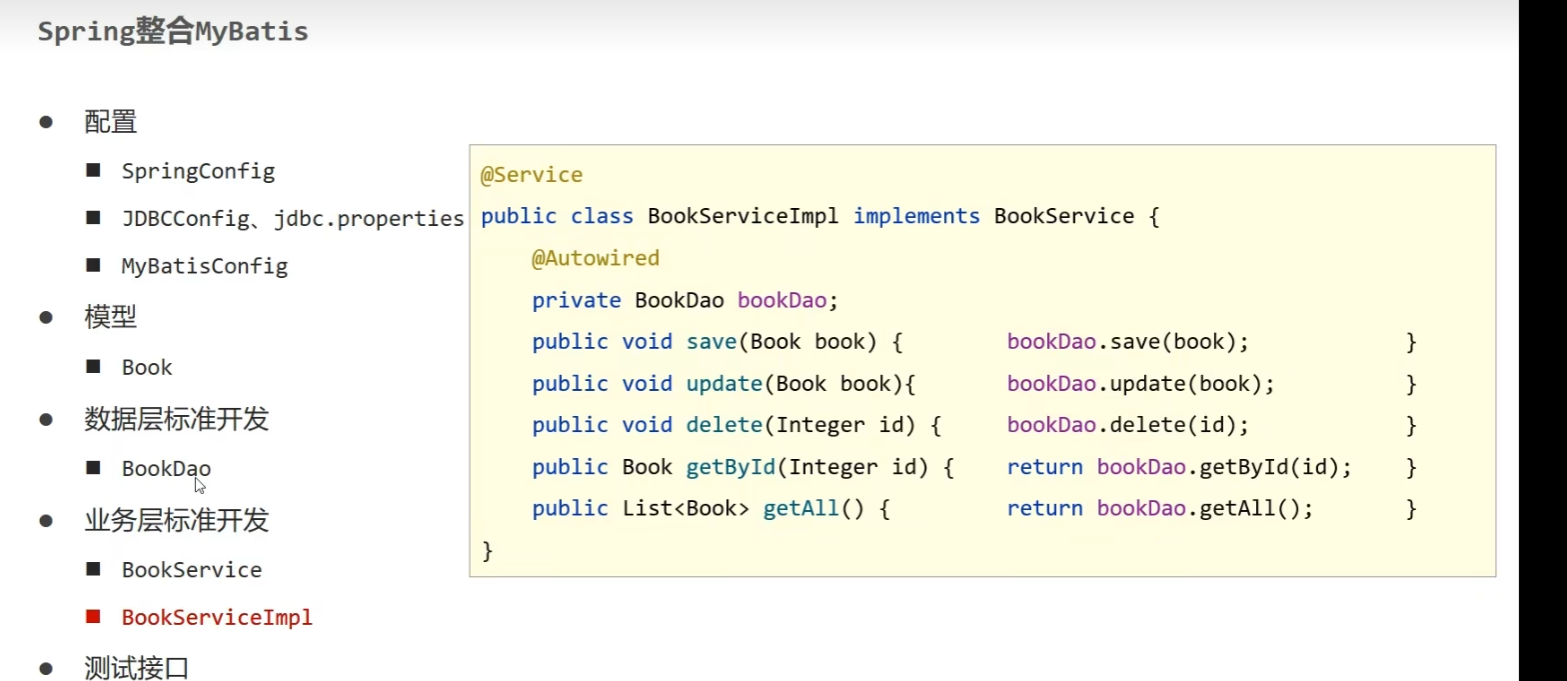 Spring整合MyBatis
● 配置
■ SpringConfig
■ JDBCConfig、jdbc.properties
■ MyBatisConfig
● 模型
■ Book
● 数据层标准开发
■ BookDao
● 业务层标准开发
■ BookService
■ BookServiceImpl
● 测试接口
@Service
public class BookServiceImpl implements BookService {
    @Autowired
    private BookDao bookDao;
    public void save(Book book) {        bookDao.save(book);            }
    public void update(Book book){       bookDao.update(book);          }
    public void delete(Integer id) {     bookDao.delete(id);            }
    public Book getById(Integer id) {    return bookDao.getById(id);    }
    public List<Book> getAll() {         return bookDao.getAll();       }
}